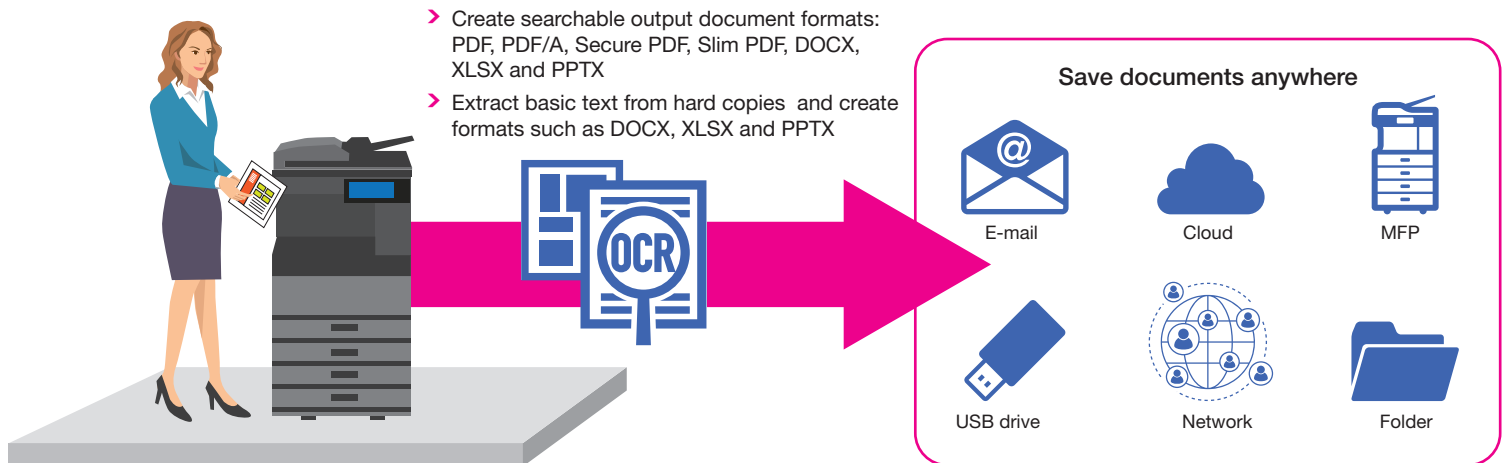 > Create searchable output document formats:
PDF, PDF/A, Secure PDF, Slim PDF, DOCX,
XLSX and PPTX
> Extract basic text from hard copies and create
formats such as DOCX, XLSX and PPTX
OCR
Save documents anywhere
@
E-mail
Cloud
MFP
USB drive
Network
Folder